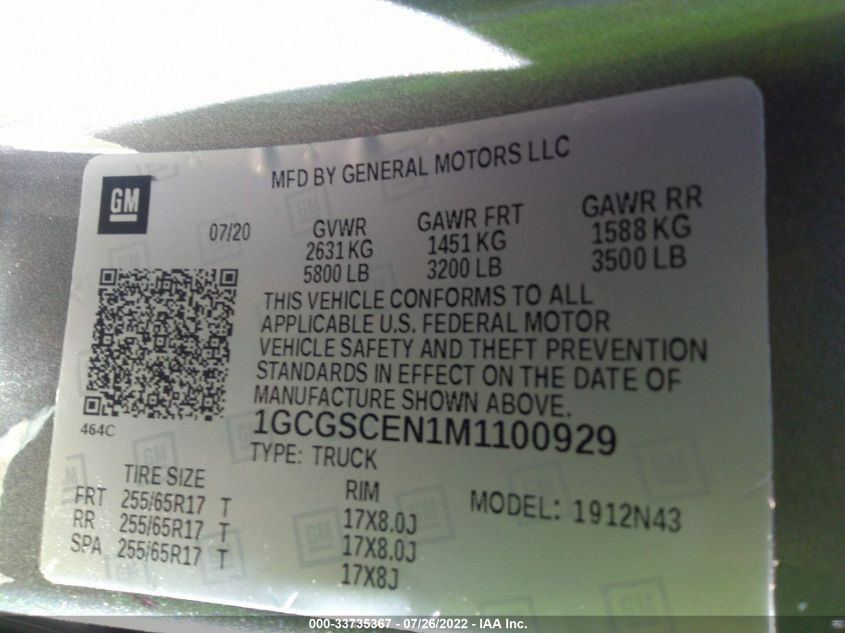 MFD BY GENERAL MOTORS LLC
GM
07/20 GVWR GAWR FRT GAWR RR
2631 KG 1451 KG 1588 KG
5800 LB 3200 LB 3500 LB
THIS VEHICLE CONFORMS TO ALL
APPLICABLE U.S. FEDERAL MOTOR
VEHICLE SAFETY AND THEFT PREVENTION
STANDARDS IN EFFECT ON THE DATE OF
MANUFACTURE SHOWN ABOVE.
464C
1GCGSCEN1M1100929
TYPE: TRUCK
TIRE SIZE RIM MODEL: 1912N43
FRT 255/65R17 T 17X8.0J
RR 255/65R17 T 17X8.0J
SPA 255/65R17 T 17X8J
000-33735367 - 07/26/2022 - IAA Inc.